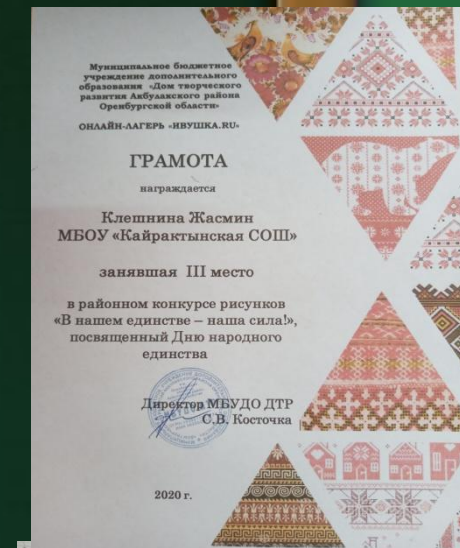 Муниципальное бюджетное
учреждение дополнительного
образования «Дом творческого
развития Акбулакского района
Оренбургской области»
ОНЛАЙН-ЛАГЕРЬ «ИВУШКА.RU»
ГРАМОТА
награждается
Клешнина Жасмин
МБОУ «Кайрактынская СОШ»
занявшая III место
в районном конкурсе рисунков
«В нашем единстве – наша сила!»,
посвященный Дню народного
единства
Директор МБУДО ДТР
С.В. Косточка
2020 г.